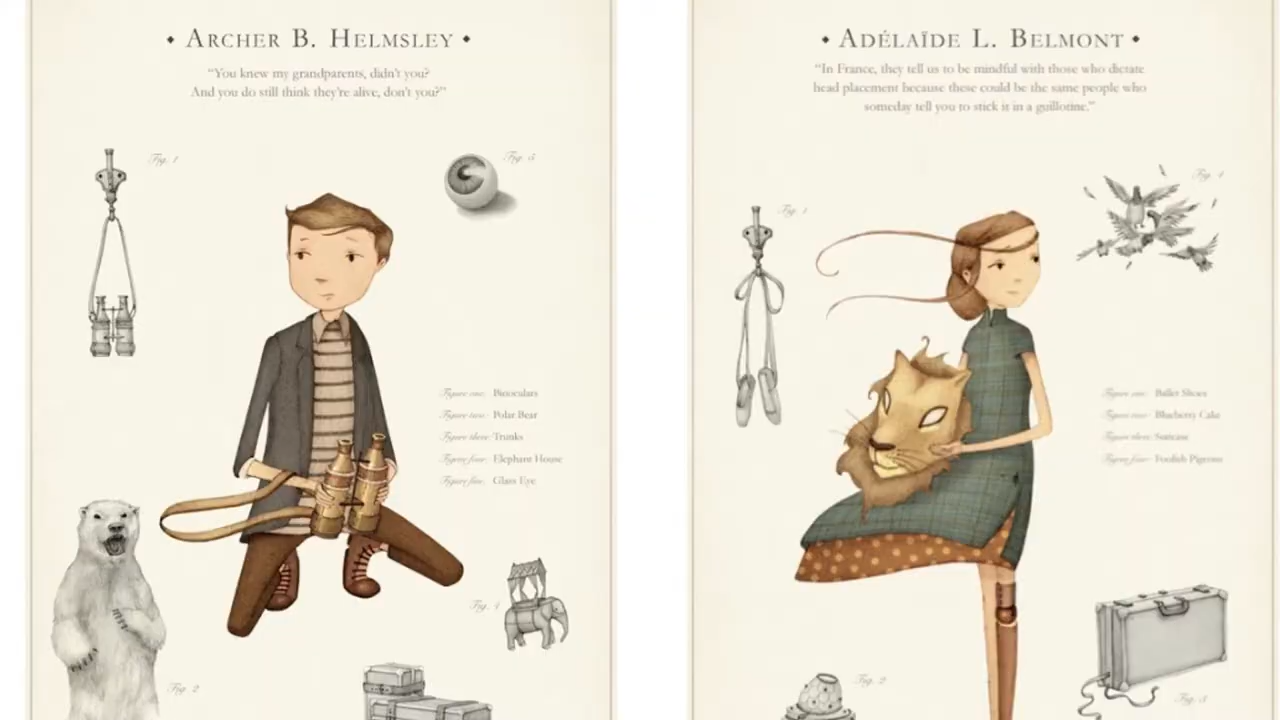 • Archer B. Helmsley •
“You knew my grandparents, didn’t you?
And you do still think they’re alive, don’t you?”
Fig. 1
Fig. 5
Figure one: Binoculars
Figure two: Polar Bear
Figure three: Trunks
Figure four: Elephant House
Figure five: Glass Eye
Fig. 4
Fig. 2
• Adélaïde L. Belmont •
“In France, they tell us to be mindful with those who dictate
head placement because these could be the same people who
someday tell you to stick it in a guillotine.”
Fig. 4
Fig. 1
Figure one: Ballet Shoes
Figure two: Blueberry Cake
Figure three: Suitcase
Figure four: Foolish Pigeons
Fig. 2
Fig. 3